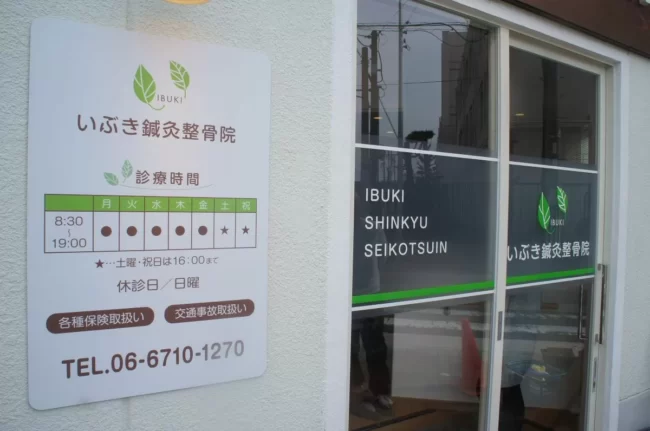 IBUKI
いぶき鍼灸整骨院
診療時間
月 火 水 木 金 土 祝
8:30
~
19:00
● ● ● ● ● ★ ★
★…土曜・祝日は16:00まで
休診日／日曜
各種保険取扱い 交通事故取扱い
TEL.06-6710-1270
IBUKI
SHINKYU
SEIKOTSUIN
IBUKI
いぶき鍼灸整骨院